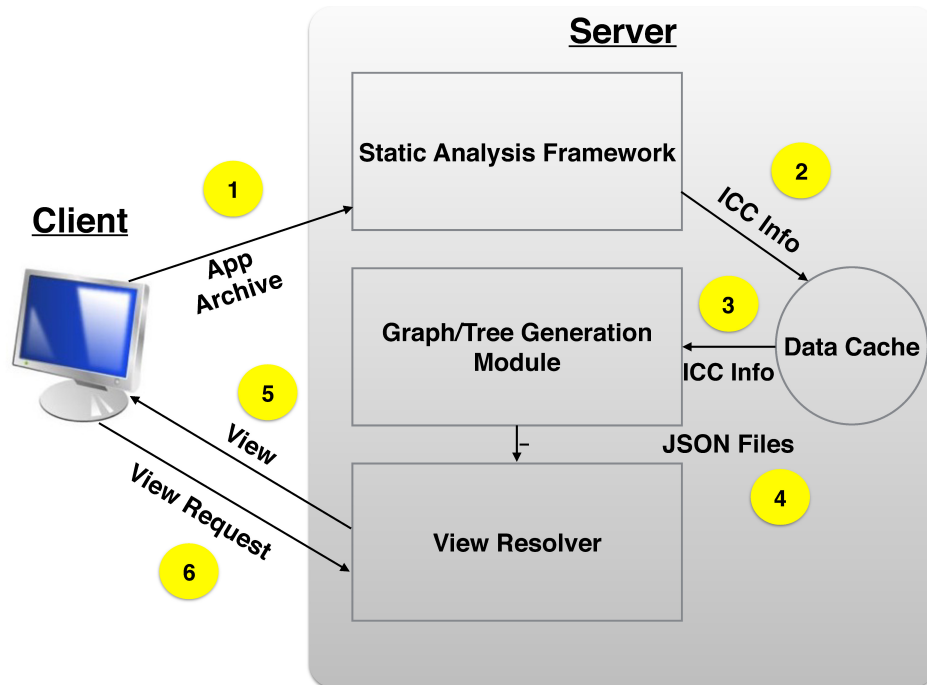 Server
Static Analysis Framework
1
2
Client
ICC Info
App
Archive
3
Graph/Tree Generation
Module
Data Cache
ICC Info
5
View
JSON Files
4
View Request
View Resolver
6